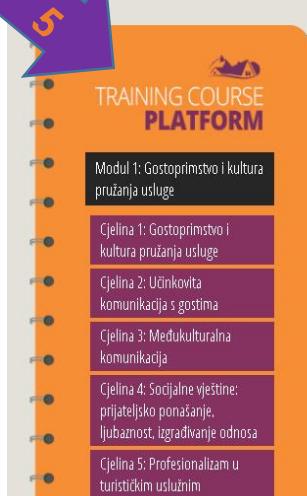 5
TRAINING COURSE
PLATFORM
Modul 1: Gostoprimstvo i kultura
pružanja usluge
Cjelina 1: Gostoprimstvo i
kultura pružanja usluge
Cjelina 2: Učinkovita
komunikacija s gostima
Cjelina 3: Međukulturalna
komunikacija
Cjelina 4: Socijalne vještine:
prijateljsko ponašanje,
ljubaznost, izgrađivanje odnosa
Cjelina 5: Profesionalizam u
turističkim uslužnim